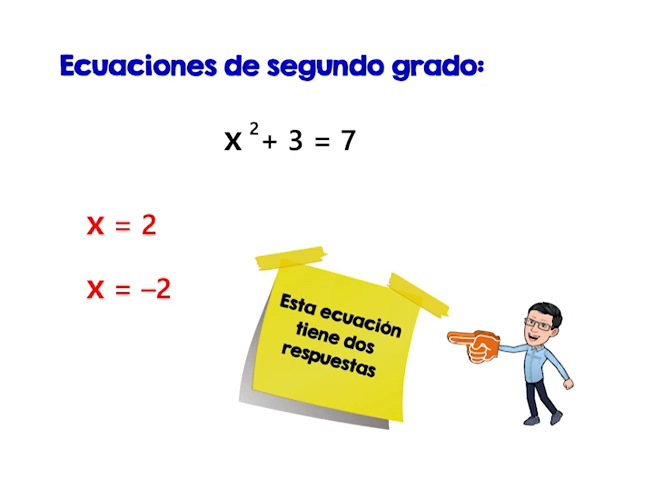 Ecuaciones de segundo grado:
x² + 3 = 7
x = 2
x = –2
Esta ecuación
tiene dos
respuestas